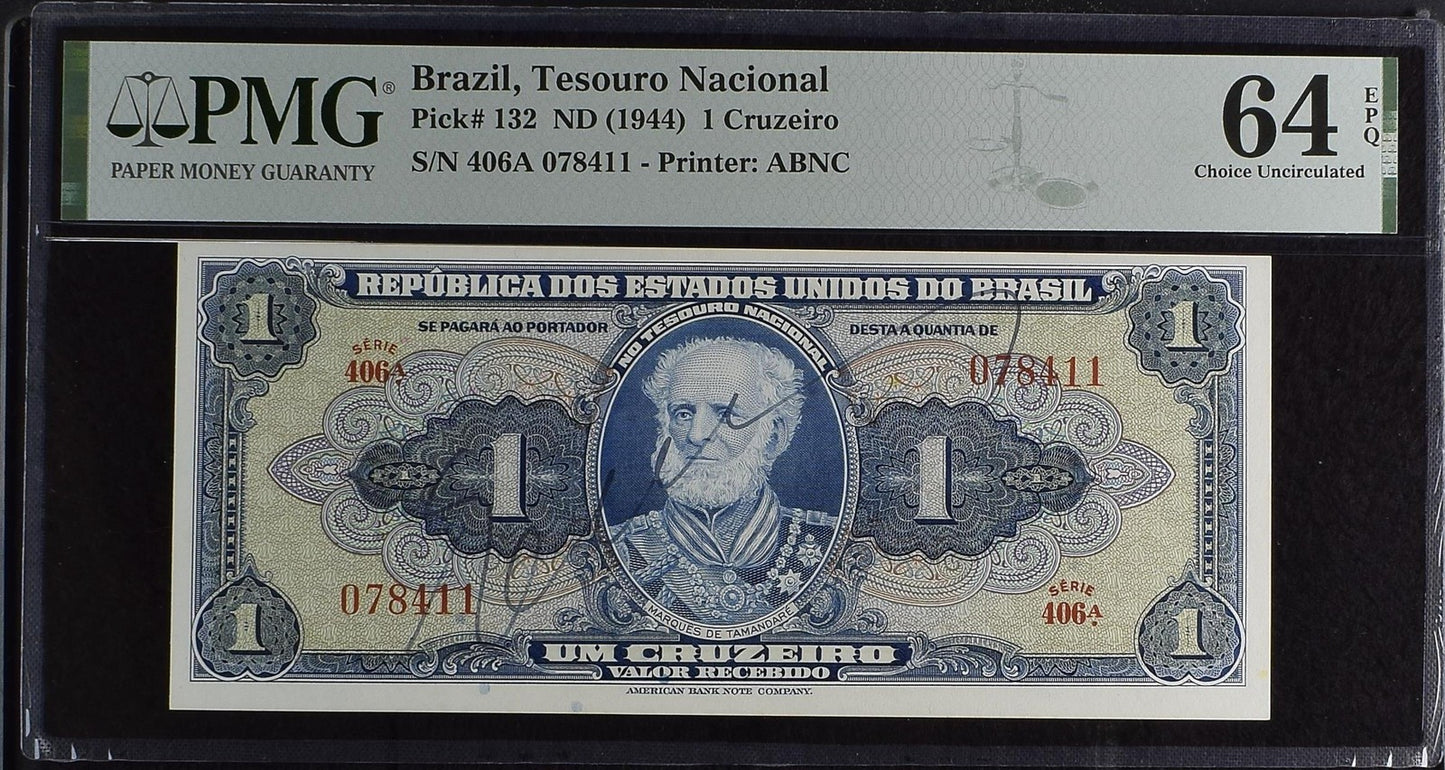 PMG®
PAPER MONEY GUARANTY
Brazil, Tesouro Nacional
Pick# 132 ND (1944) 1 Cruzeiro
S/N 406A 078411 - Printer: ABNC
64 EPQ
Choice Uncirculated
1
REPÚBLICA DOS ESTADOS UNIDOS DO BRASIL
1
SE PAGARÁ AO PORTADOR
NO TESOURO NACIONAL
DESTA A QUANTIA DE
SÉRIE
406A
078411
1
1
1
1
078411
SÉRIE
406A
MARQUÊS DE TAMANDARÉ
1
1
UM CRUZEIRO
VALOR RECEBIDO
AMERICAN BANK NOTE COMPANY.